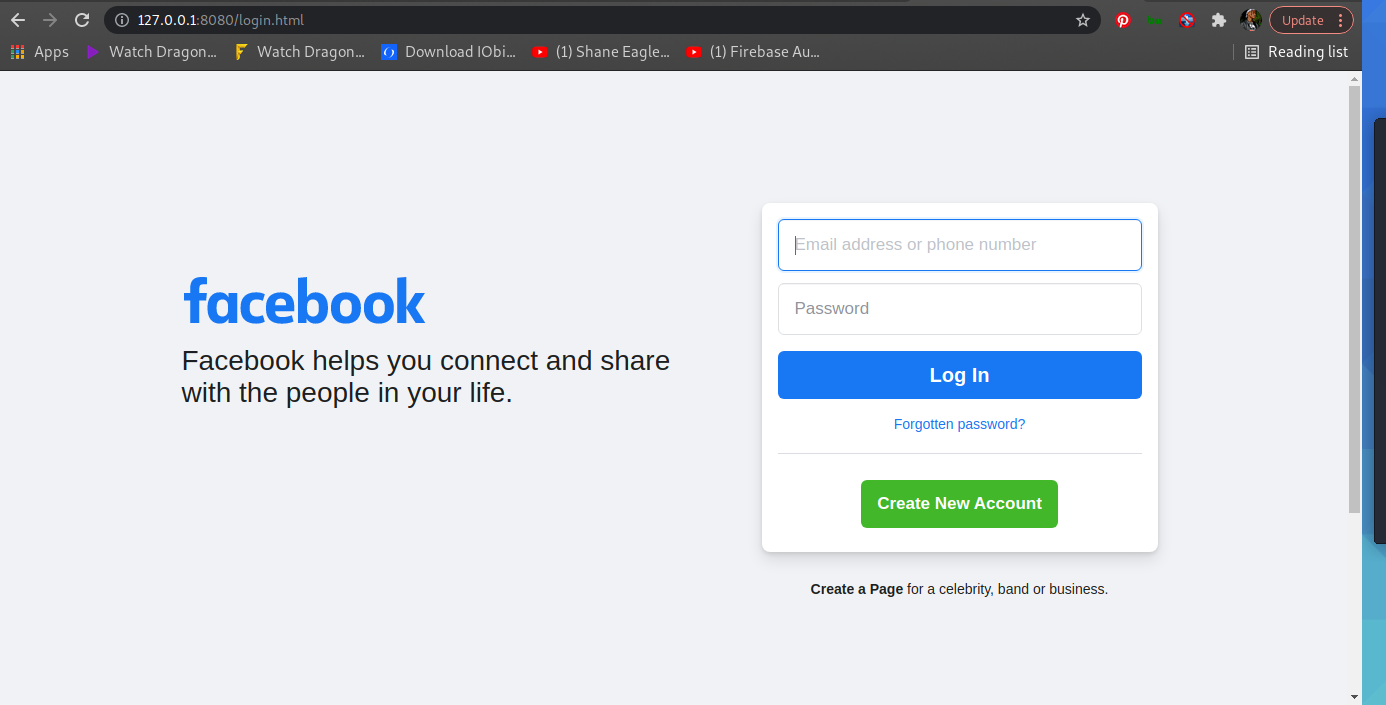 127.0.0.1:8080/login.html
Update
Apps
Watch Dragon...
Watch Dragon...
Download IObi...
(1) Shane Eagle...
(1) Firebase Au...
Reading list
facebook
Facebook helps you connect and share
with the people in your life.
Email address or phone number
Password
Log In
Forgotten password?
Create New Account
Create a Page for a celebrity, band or business.